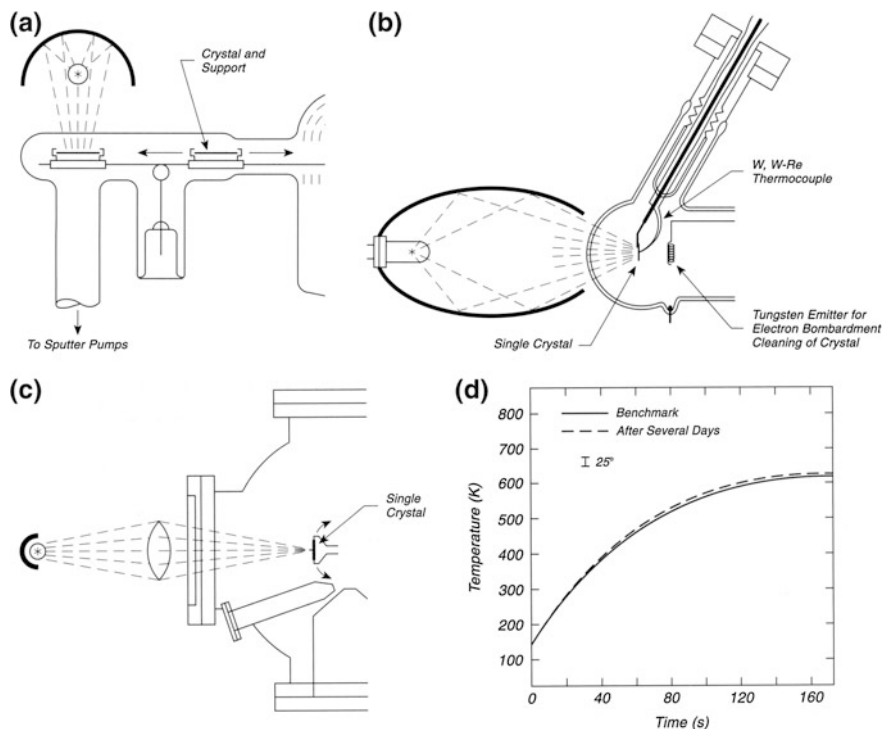 (a)
Crystal and
Support
To Sputter Pumps
(b)
W, W-Re
Thermocouple
Single Crystal
Tungsten Emitter for
Electron Bombardment
Cleaning of Crystal
(c)
Single
Crystal
(d)
800
700
600
500
400
300
200
100
Temperature (K)
Benchmark
After Several Days
25°
0
40
80
120
160
Time (s)